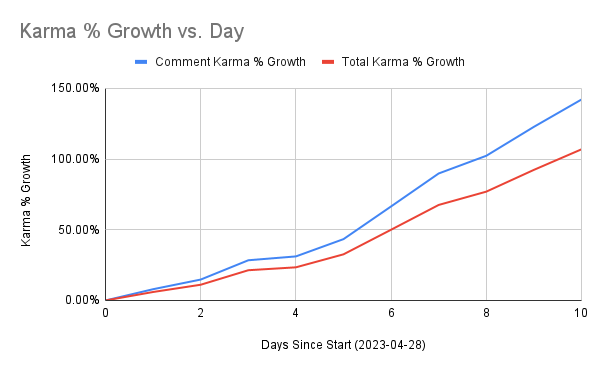 Karma % Growth vs. Day
Comment Karma % Growth
Total Karma % Growth
150.00%
100.00%
50.00%
0.00%
Karma % Growth
0
2
4
6
8
10
Days Since Start (2023-04-28)